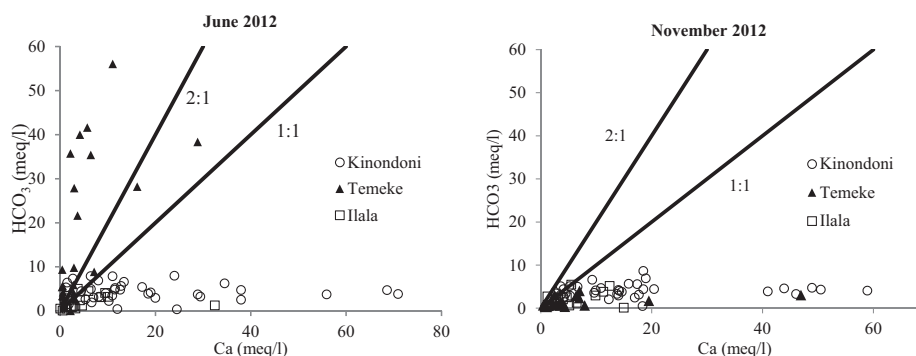 June 2012
60
50
40
30
20
10
0
HCO₃ (meq/l)
2:1
1:1
Kinondoni
Temeke
Ilala
0 20 40 60 80
Ca (meq/l)
November 2012
60
50
40
30
20
10
0
HCO3 (meq/l)
2:1
1:1
Kinondoni
Temeke
Ilala
0 20 40 60
Ca (meq/l)